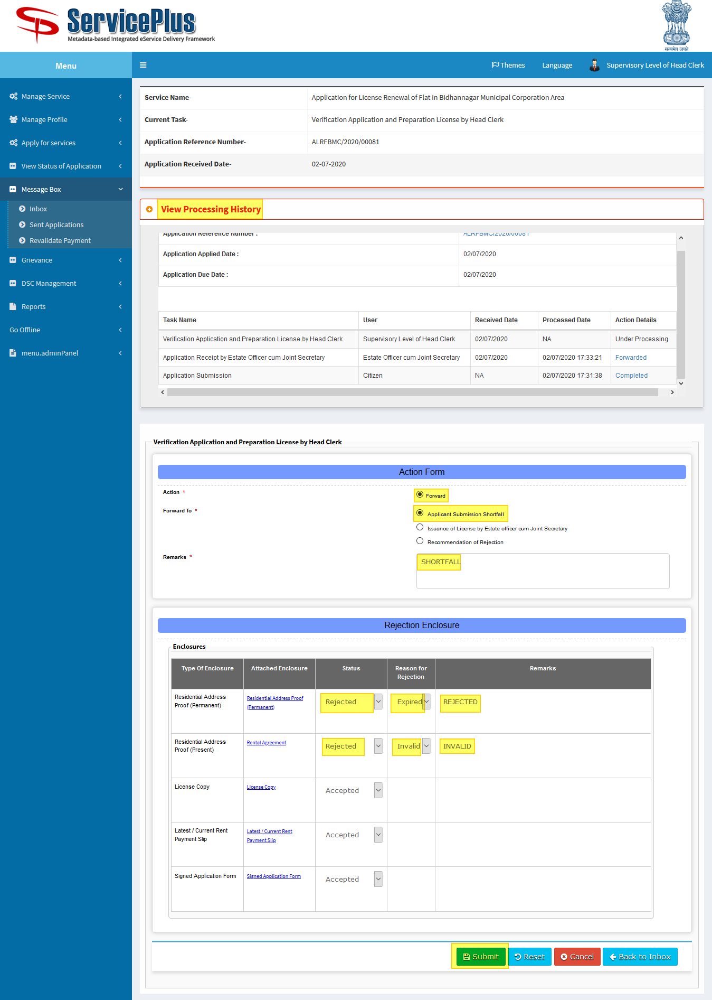 ServicePlus
Metadata-based Integrated eService Delivery Framework
सत्यमेव जयते
Menu
Themes
Language
Supervisory Level of Head Clerk
Manage Service
Manage Profile
Apply for services
View Status of Application
Message Box
Inbox
Sent Applications
Revalidate Payment
Grievance
DSC Management
Reports
Go Offline
menu.adminPanel
Service Name- Application for License Renewal of Flat in Bidhannagar Municipal Corporation Area
Current Task- Verification Application and Preparation License by Head Clerk
Application Reference Number- ALRFBMC/2020/00081
Application Received Date- 02-07-2020
View Processing History
Application Reference Number : ALRFBMC/2020/00081
Application Applied Date : 02/07/2020
Application Due Date : 02/07/2020
Task Name User Received Date Processed Date Action Details
Verification Application and Preparation License by Head Clerk Supervisory Level of Head Clerk 02/07/2020 NA Under Processing
Application Receipt by Estate Officer cum Joint Secretary Estate Officer cum Joint Secretary 02/07/2020 02/07/2020 17:33:21 Forwarded
Application Submission Citizen NA 02/07/2020 17:31:38 Completed
Verification Application and Preparation License by Head Clerk
Action Form
Action * Forward
Forward To * Applicant Submission Shortfall
Issuance of License by Estate officer cum Joint Secretary
Recommendation of Rejection
Remarks * SHORTFALL
Rejection Enclosure
Enclosures
Type Of Enclosure Attached Enclosure Status Reason for Rejection Remarks
Residential Address Proof (Permanent) Residential Address Proof (Permanent) Rejected Expired REJECTED
Residential Address Proof (Present) Rental Agreement Rejected Invalid INVALID
License Copy License Copy Accepted
Latest / Current Rent Payment Slip Latest / Current Rent Payment Slip Accepted
Signed Application Form Signed Application Form Accepted
Submit Reset Cancel Back to Inbox